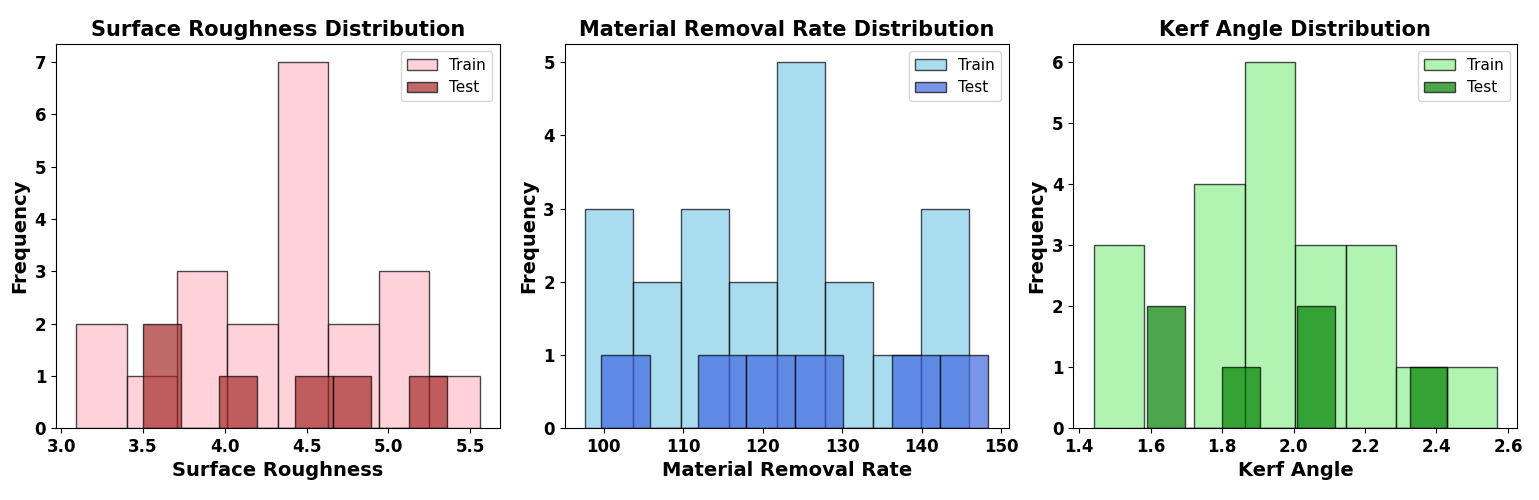 Surface Roughness Distribution
Frequency
7
6
5
4
3
2
1
0
3.0 3.5 4.0 4.5 5.0 5.5
Surface Roughness
Train
Test
Material Removal Rate Distribution
Frequency
5
4
3
2
1
0
100 110 120 130 140 150
Material Removal Rate
Train
Test
Kerf Angle Distribution
Frequency
6
5
4
3
2
1
0
1.4 1.6 1.8 2.0 2.2 2.4 2.6
Kerf Angle
Train
Test